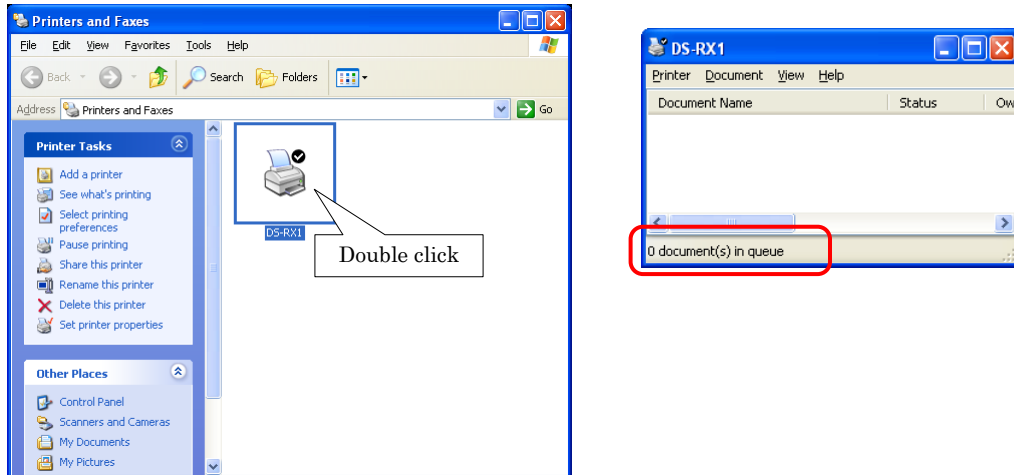 Printers and Faxes
File Edit View Favorites Tools Help
Back Search Folders
Address Printers and Faxes Go
Printer Tasks
Add a printer
See what's printing
Select printing
preferences
Pause printing
Share this printer
Rename this printer
Delete this printer
Set printer properties
Other Places
Control Panel
Scanners and Cameras
My Documents
My Pictures
DS-RX1
Double click
DS-RX1
Printer Document View Help
Document Name Status Ow
0 document(s) in queue